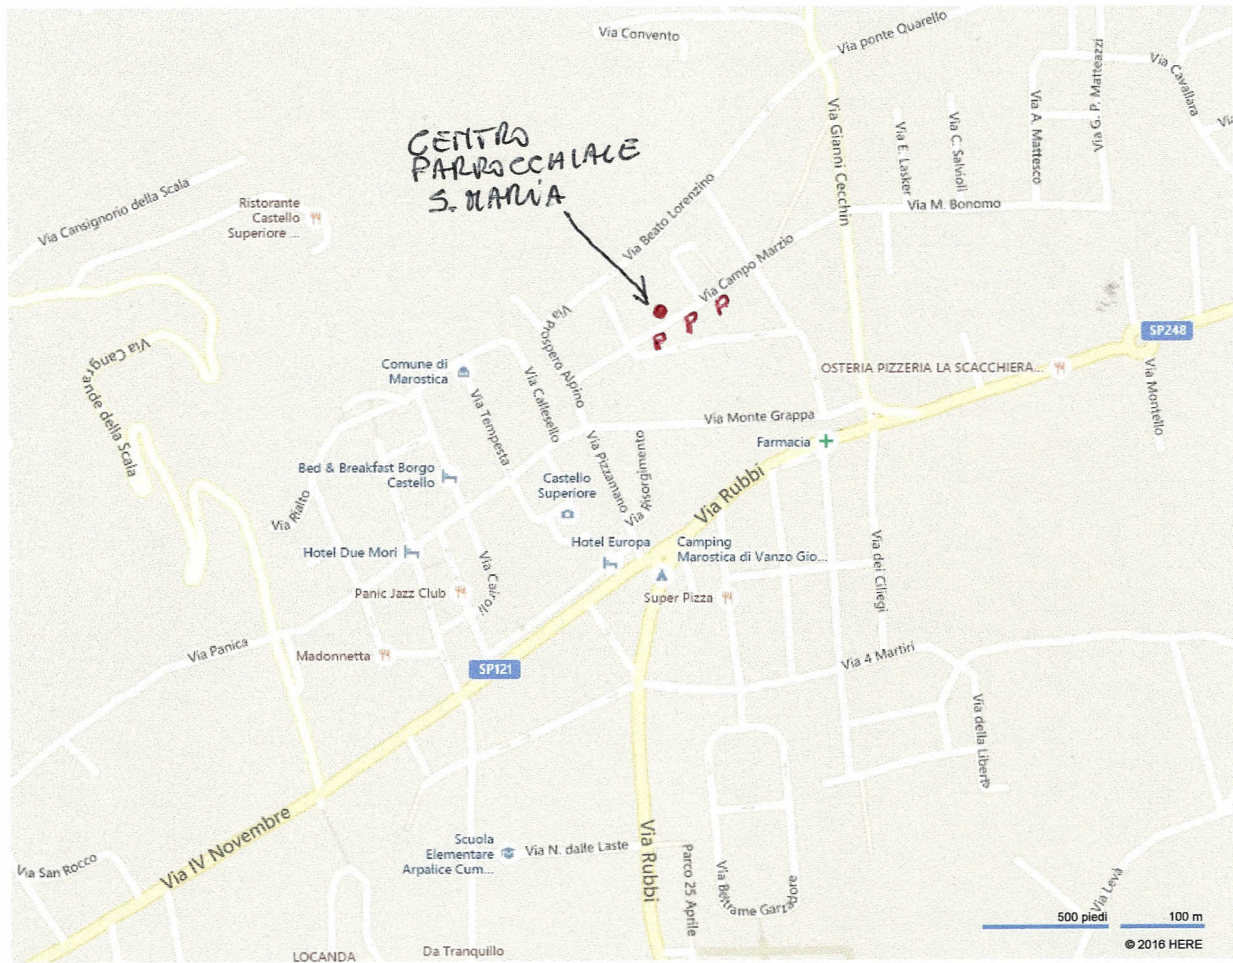 Via Convento
Via ponte Quarello
Via Cavallara
Via G. P. Matteazzi
Via A. Mattesco
Via C. Salvioli
Via E. Lasker
Via Gianni Cecchin
Via M. Bonomo
CENTRO
PARROCCHIALE
S. MARIA
Via Cansignorio della Scala
Ristorante
Castello
Superiore ...
Via Beato Lorenzino
Via Campo Marzio
P P P
Via Prospero Alpino
SP248
Via Cangrande della Scala
Comune di
Marostica
OSTERIA PIZZERIA LA SCACCHIERA...
Via Montello
Via Callesello
Via Tempesta
Via Monte Grappa
Farmacia
Via Pizzamano
Via Risorgimento
Bed & Breakfast Borgo
Castello
Castello
Superiore
Via Rubbi
Via Rialto
Hotel Due Mori
Hotel Europa
Camping
Marostica di Vanzo Gio...
Via dei Ciliegi
Via Cairoli
Panic Jazz Club
Super Pizza
Via Panica
Madonnetta
SP121
Via 4 Martiri
Via della Libert
Via IV Novembre
Via San Rocco
Scuola
Elementare
Arpalice Cum...
Via N. dalle Laste
Via Rubbi
Parco 25 Aprile
Via Beltrame Garzadore
Via Levà
LOCANDA
Da Tranquillo
500 piedi
100 m
© 2016 HERE